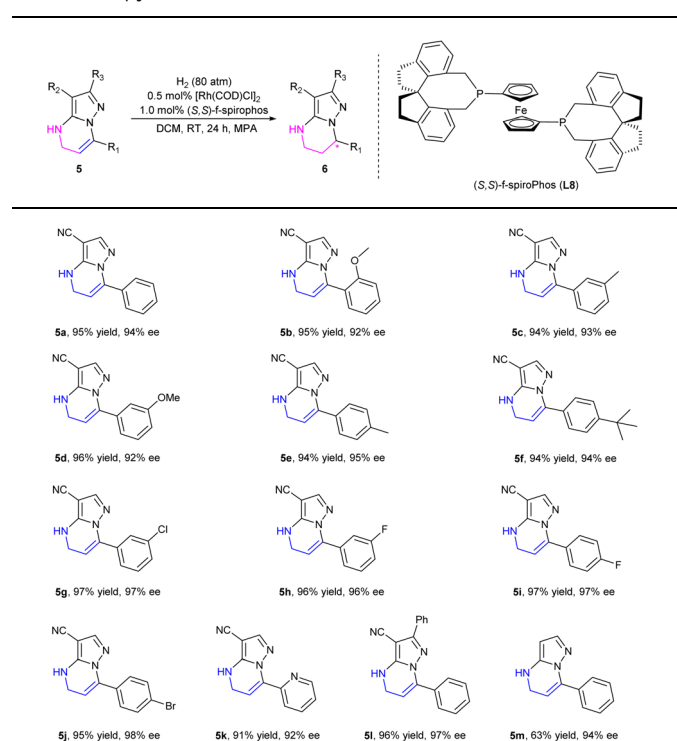 R2
R3
N
N
HN
R1
5
H2 (80 atm)
0.5 mol% [Rh(COD)Cl]2
1.0 mol% (S,S)-f-spirophos
DCM, RT, 24 h, MPA
R2
R3
N
N
HN
R1
*
6
P
Fe
P
(S,S)-f-spiroPhos (L8)
NC
N
N
HN
5a, 95% yield, 94% ee
NC
N
N
HN
O
5b, 95% yield, 92% ee
NC
N
N
HN
5c, 94% yield, 93% ee
NC
N
N
HN
OMe
5d, 96% yield, 92% ee
NC
N
N
HN
5e, 94% yield, 95% ee
NC
N
N
HN
5f, 94% yield, 94% ee
NC
N
N
HN
Cl
5g, 97% yield, 97% ee
NC
N
N
HN
F
5h, 96% yield, 96% ee
NC
N
N
HN
F
5i, 97% yield, 97% ee
NC
N
N
HN
Br
5j, 95% yield, 98% ee
NC
N
N
HN
N
5k, 91% yield, 92% ee
Ph
NC
N
N
HN
5l, 96% yield, 97% ee
N
N
HN
5m, 63% yield, 94% ee